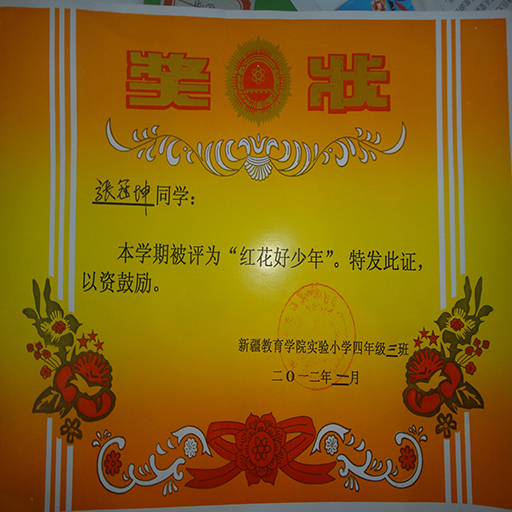 奖 状
張冠坤同学：
本学期被评为“红花好少年”。特发此证，
以资鼓励。
新疆教育学院实验小学四年级三班
二〇一二年一月